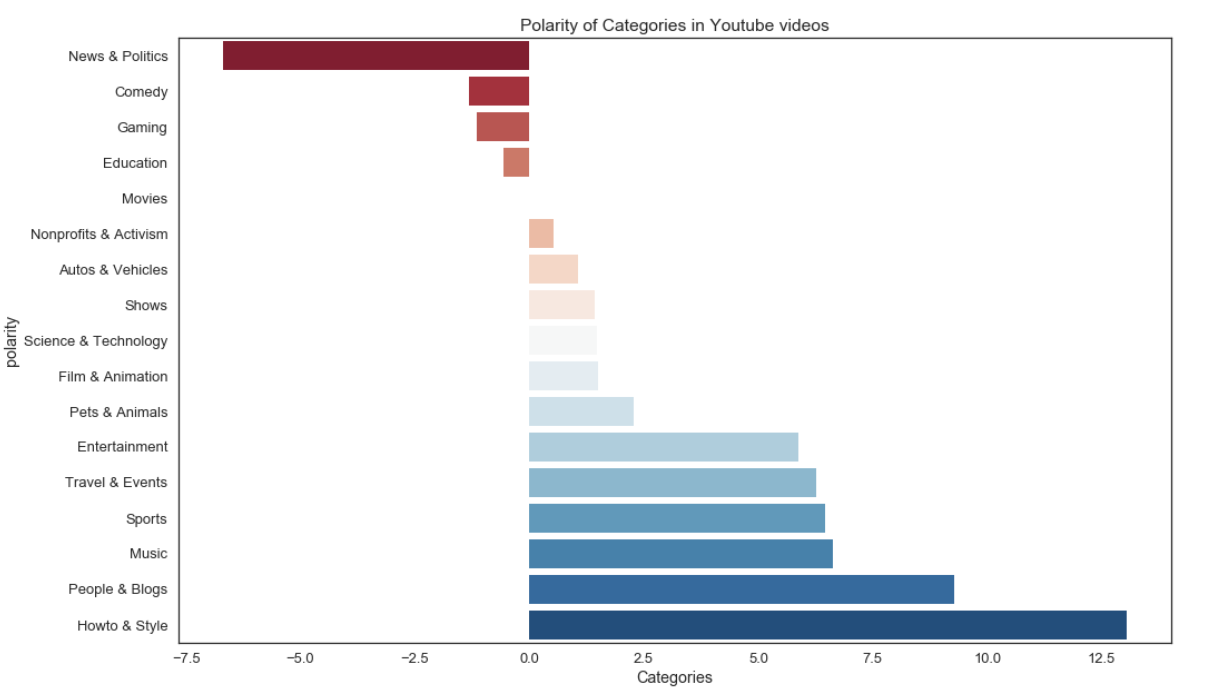 Polarity of Categories in Youtube videos
News & Politics
Comedy
Gaming
Education
Movies
Nonprofits & Activism
Autos & Vehicles
Shows
Science & Technology
Film & Animation
Pets & Animals
Entertainment
Travel & Events
Sports
Music
People & Blogs
Howto & Style
polarity
−7.5 −5.0 −2.5 0.0 2.5 5.0 7.5 10.0 12.5
Categories